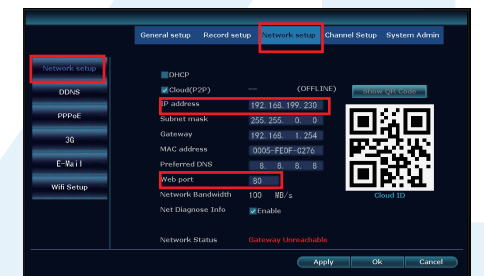 General setup Record setup Network setup Channel Setup System Admin
Network setup
DDNS
PPPoE
3G
E-Mail
Wifi Setup
DHCP
Cloud(P2P) -- (OFFLINE) Show QR Code
IP address 192.168.199.230
Subnet mask 255.255. 0. 0
Gateway 192.168. 1.254
MAC address 0005-FE0F-G276
Preferred DNS 8. 8. 8. 8
Web port 80
Network Bandwidth 100 MB/s
Cloud ID
Net Diagnose Info Enable
Network Status Gateway Unreachable
Apply Ok Cancel